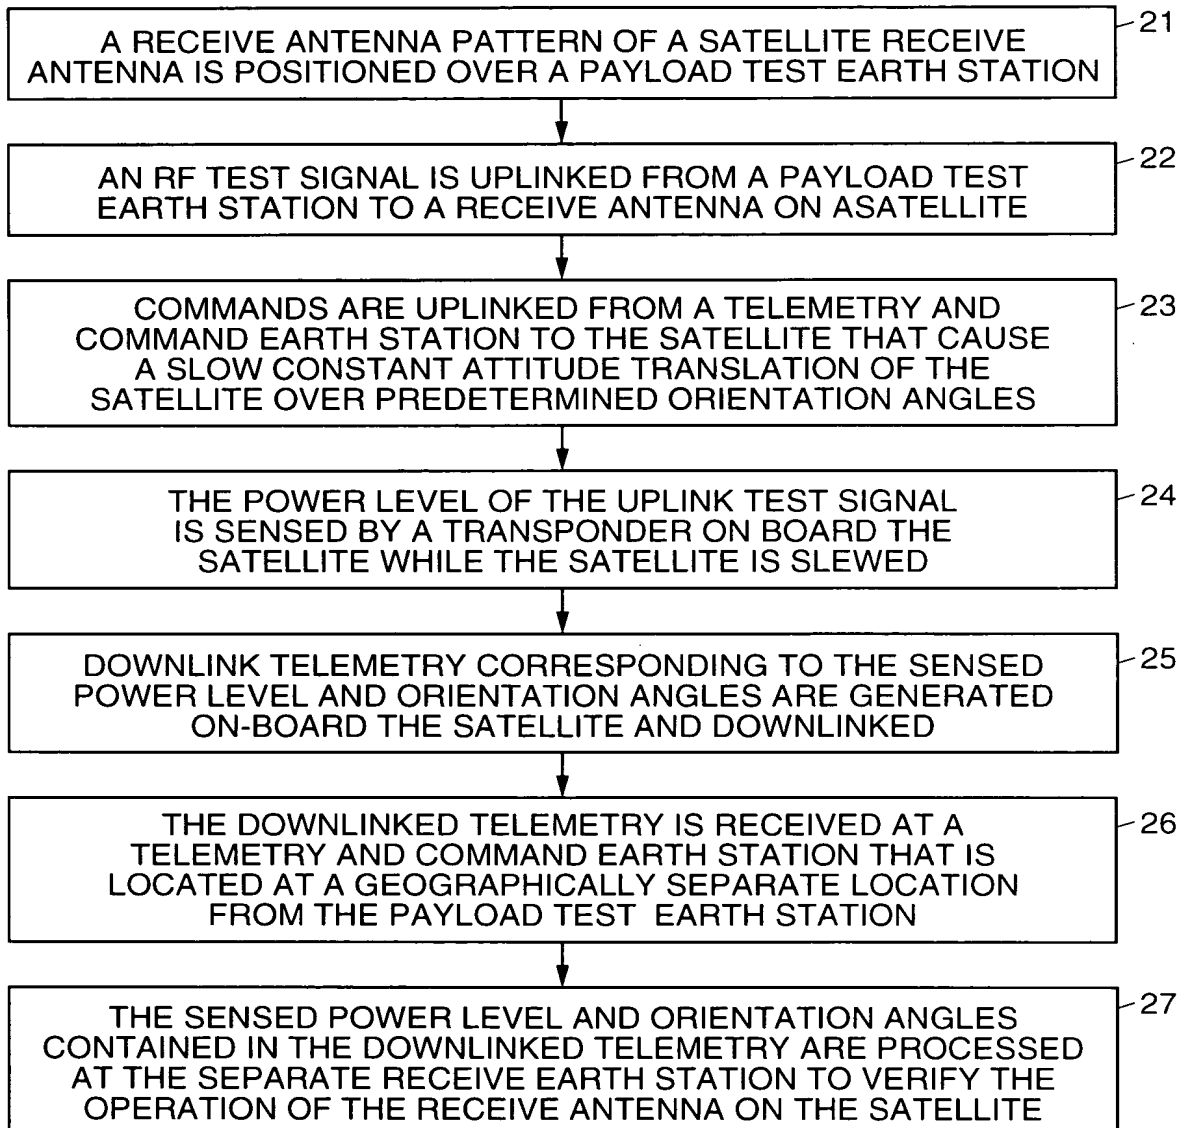 A RECEIVE ANTENNA PATTERN OF A SATELLITE RECEIVE
ANTENNA IS POSITIONED OVER A PAYLOAD TEST EARTH STATION
21
AN RF TEST SIGNAL IS UPLINKED FROM A PAYLOAD TEST
EARTH STATION TO A RECEIVE ANTENNA ON ASATELLITE
22
COMMANDS ARE UPLINKED FROM A TELEMETRY AND
COMMAND EARTH STATION TO THE SATELLITE THAT CAUSE
A SLOW CONSTANT ATTITUDE TRANSLATION OF THE
SATELLITE OVER PREDETERMINED ORIENTATION ANGLES
23
THE POWER LEVEL OF THE UPLINK TEST SIGNAL
IS SENSED BY A TRANSPONDER ON BOARD THE
SATELLITE WHILE THE SATELLITE IS SLEWED
24
DOWNLINK TELEMETRY CORRESPONDING TO THE SENSED
POWER LEVEL AND ORIENTATION ANGLES ARE GENERATED
ON-BOARD THE SATELLITE AND DOWNLINKED
25
THE DOWNLINKED TELEMETRY IS RECEIVED AT A
TELEMETRY AND COMMAND EARTH STATION THAT IS
LOCATED AT A GEOGRAPHICALLY SEPARATE LOCATION
FROM THE PAYLOAD TEST EARTH STATION
26
THE SENSED POWER LEVEL AND ORIENTATION ANGLES
CONTAINED IN THE DOWNLINKED TELEMETRY ARE PROCESSED
AT THE SEPARATE RECEIVE EARTH STATION TO VERIFY THE
OPERATION OF THE RECEIVE ANTENNA ON THE SATELLITE
27